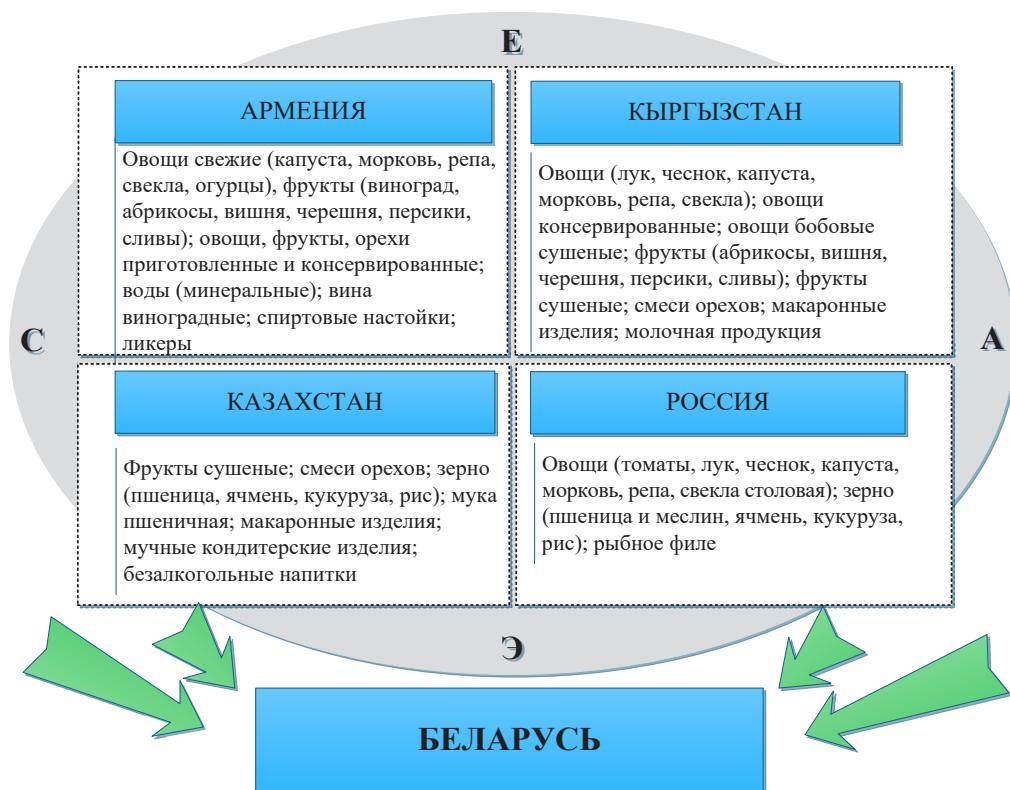 Е
АРМЕНИЯ
Овощи свежие (капуста, морковь, репа,
свекла, огурцы), фрукты (виноград,
абрикосы, вишня, черешня, персики,
сливы); овощи, фрукты, орехи
приготовленные и консервированные;
воды (минеральные); вина
виноградные; спиртовые настойки;
ликеры
КЫРГЫЗСТАН
Овощи (лук, чеснок, капуста,
морковь, репа, свекла); овощи
консервированные; овощи бобовые
сушеные; фрукты (абрикосы, вишня,
черешня, персики, сливы); фрукты
сушеные; смеси орехов; макаронные
изделия; молочная продукция
С
А
КАЗАХСТАН
Фрукты сушеные; смеси орехов; зерно
(пшеница, ячмень, кукуруза, рис); мука
пшеничная; макаронные изделия;
мучные кондитерские изделия;
безалкогольные напитки
РОССИЯ
Овощи (томаты, лук, чеснок, капуста,
морковь, репа, свекла столовая); зерно
(пшеница и меслин, ячмень, кукуруза,
рис); рыбное филе
Э
БЕЛАРУСЬ